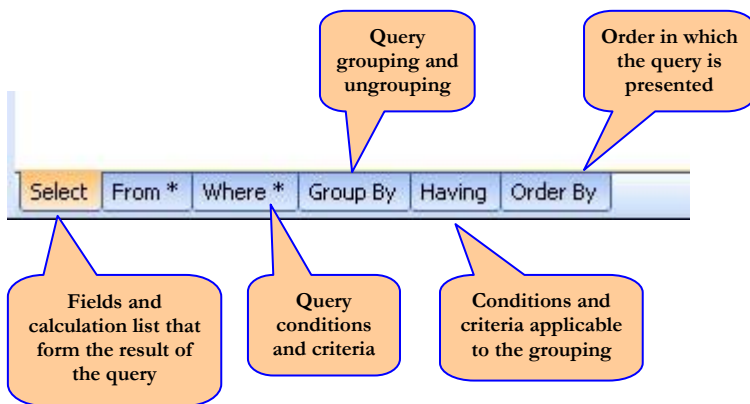 Query
grouping and
ungrouping
Order in which
the query is
presented
Select From * Where * Group By Having Order By
Fields and
calculation list that
form the result of
the query
Query
conditions
and criteria
Conditions and
criteria applicable
to the grouping